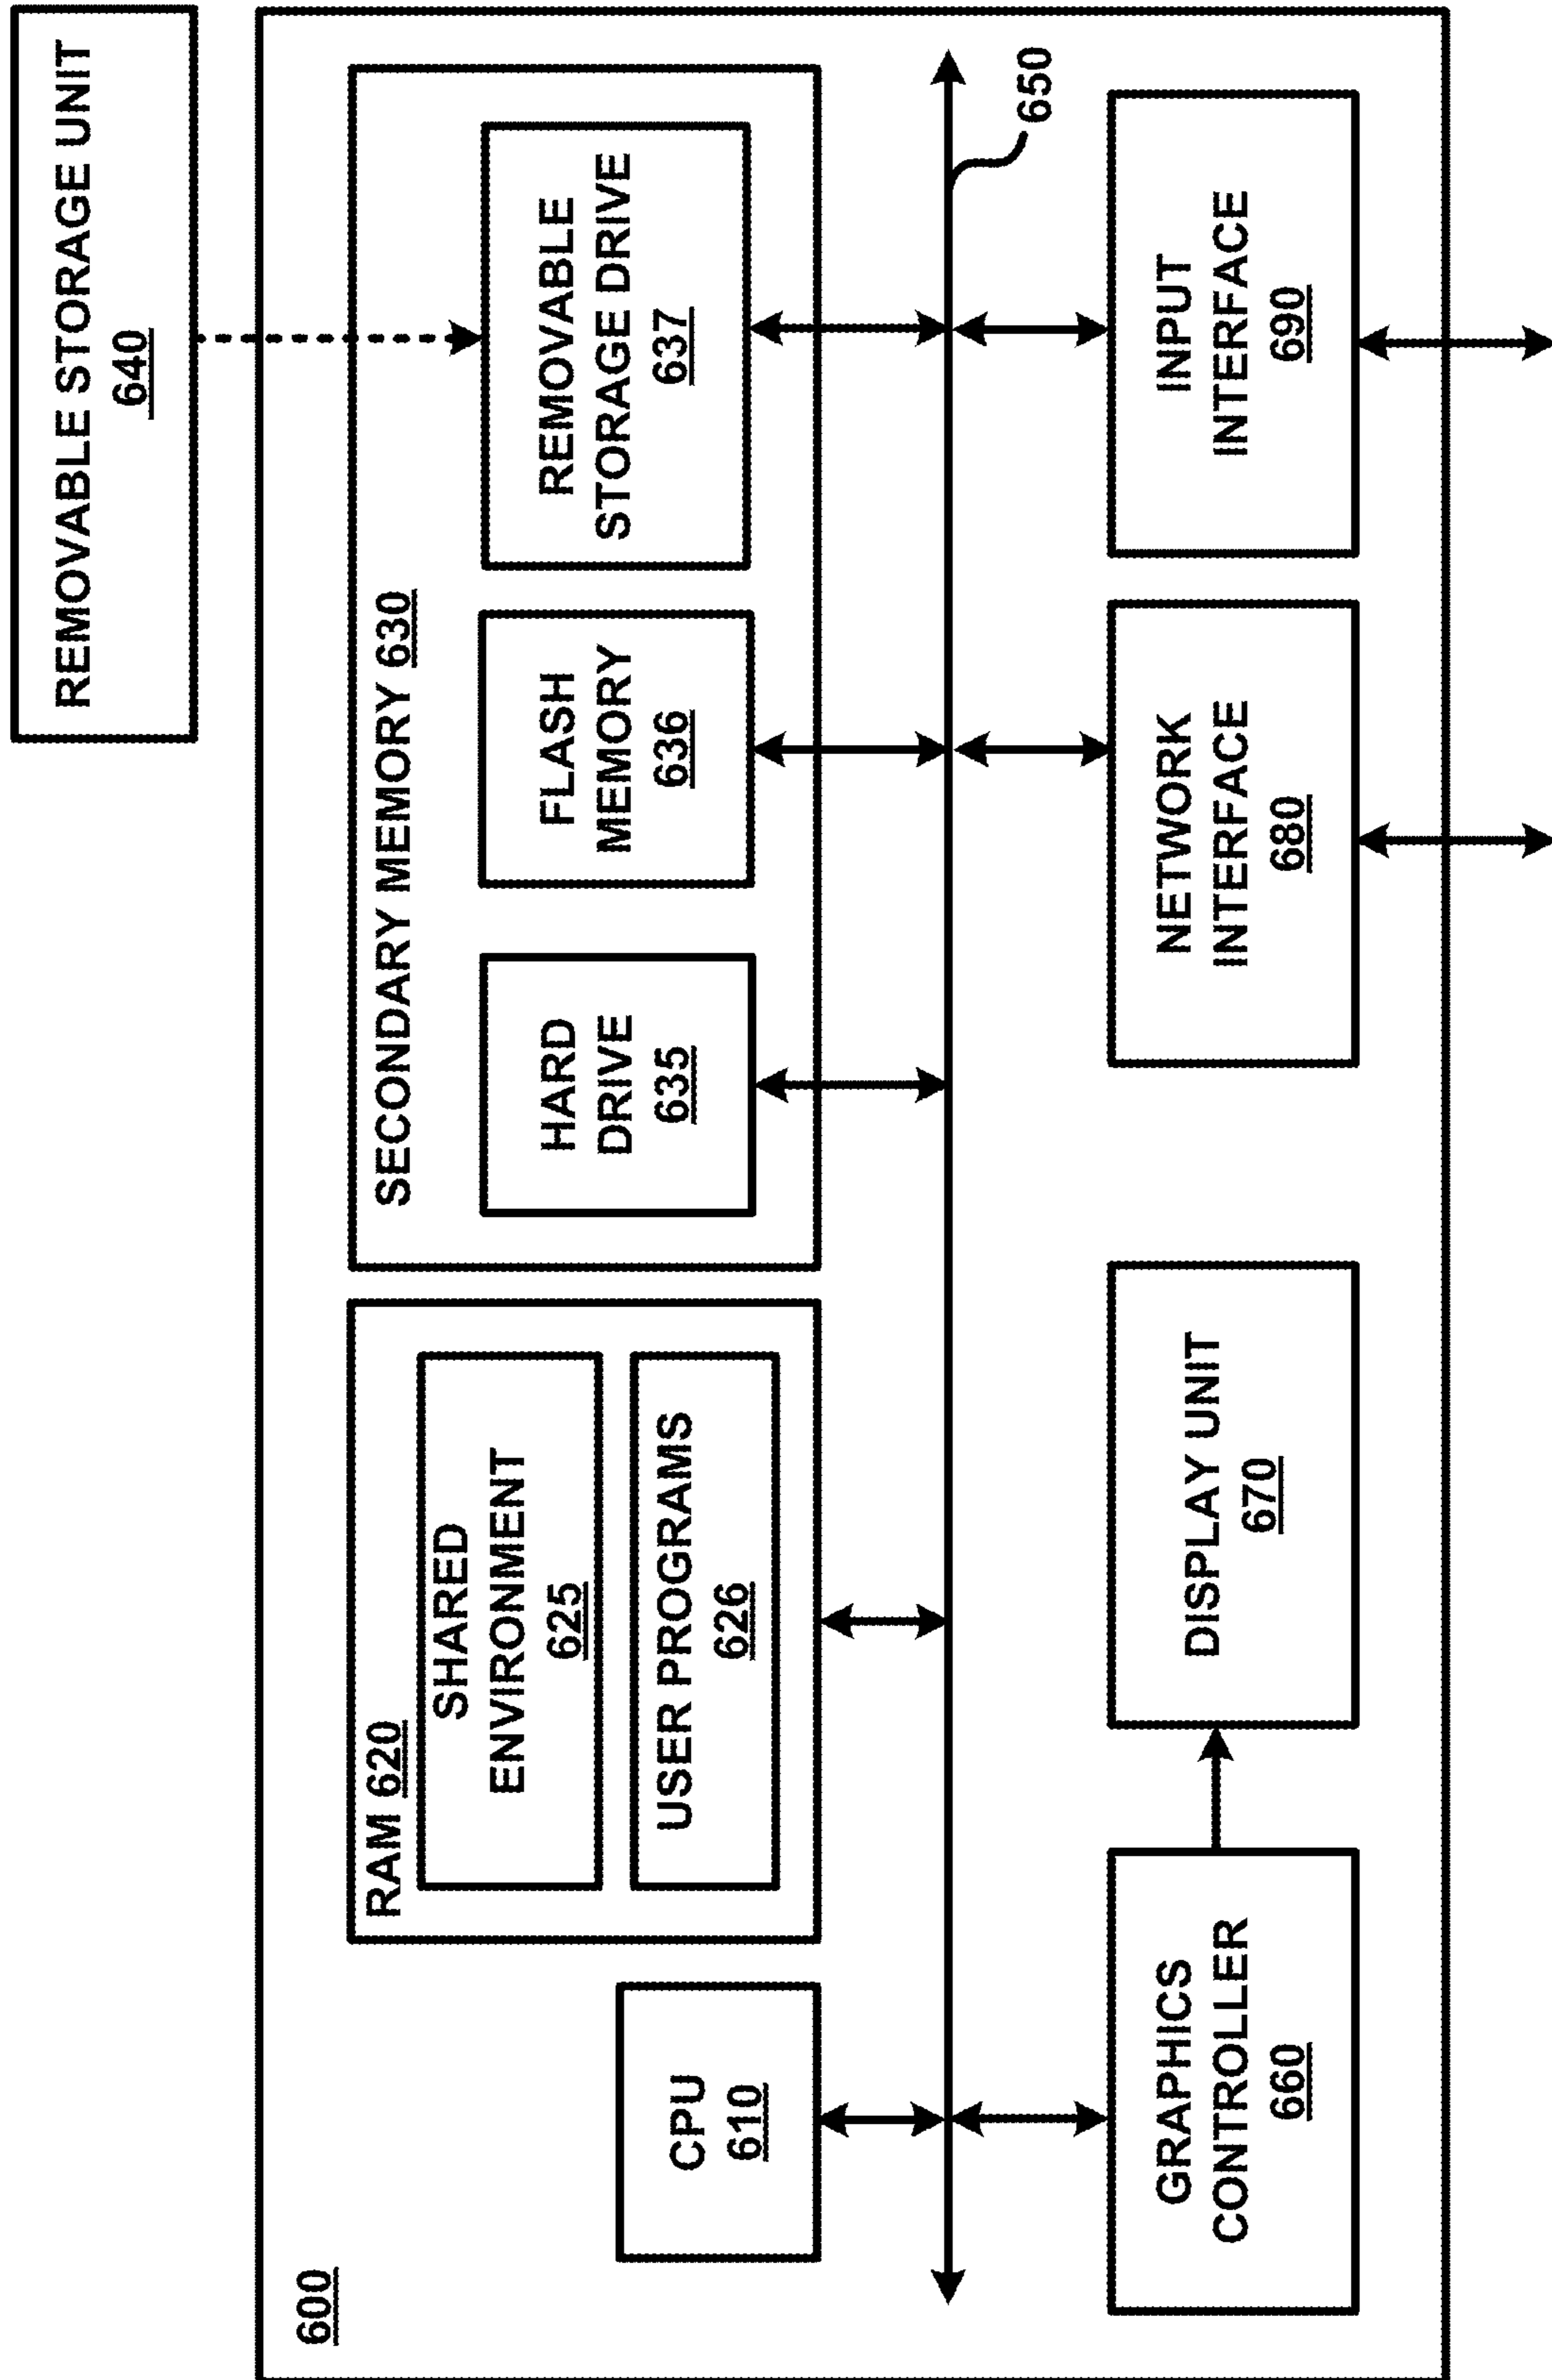 REMOVABLE STORAGE UNIT
640
600
CPU
610
RAM 620
SHARED
ENVIRONMENT
625
USER PROGRAMS
626
SECONDARY MEMORY 630
HARD
DRIVE
635
FLASH
MEMORY
636
REMOVABLE
STORAGE DRIVE
637
650
GRAPHICS
CONTROLLER
660
DISPLAY UNIT
670
NETWORK
INTERFACE
680
INPUT
INTERFACE
690